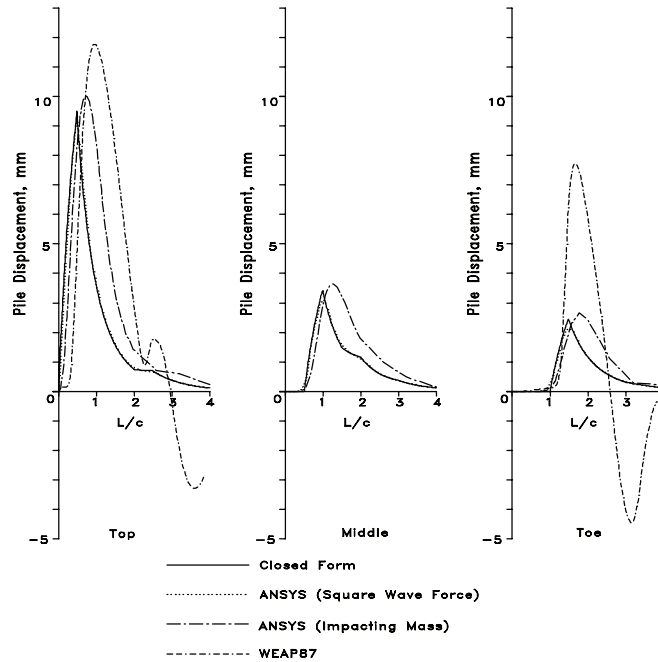 Pile Displacement, mm
10
5
0
-5
1
2
3
4
L/c
Top
Pile Displacement, mm
10
5
0
-5
1
2
3
4
L/c
Middle
Pile Displacement, mm
10
5
0
-5
1
2
3
L/c
Toe
Closed Form
ANSYS (Square Wave Force)
ANSYS (Impacting Mass)
WEAP87